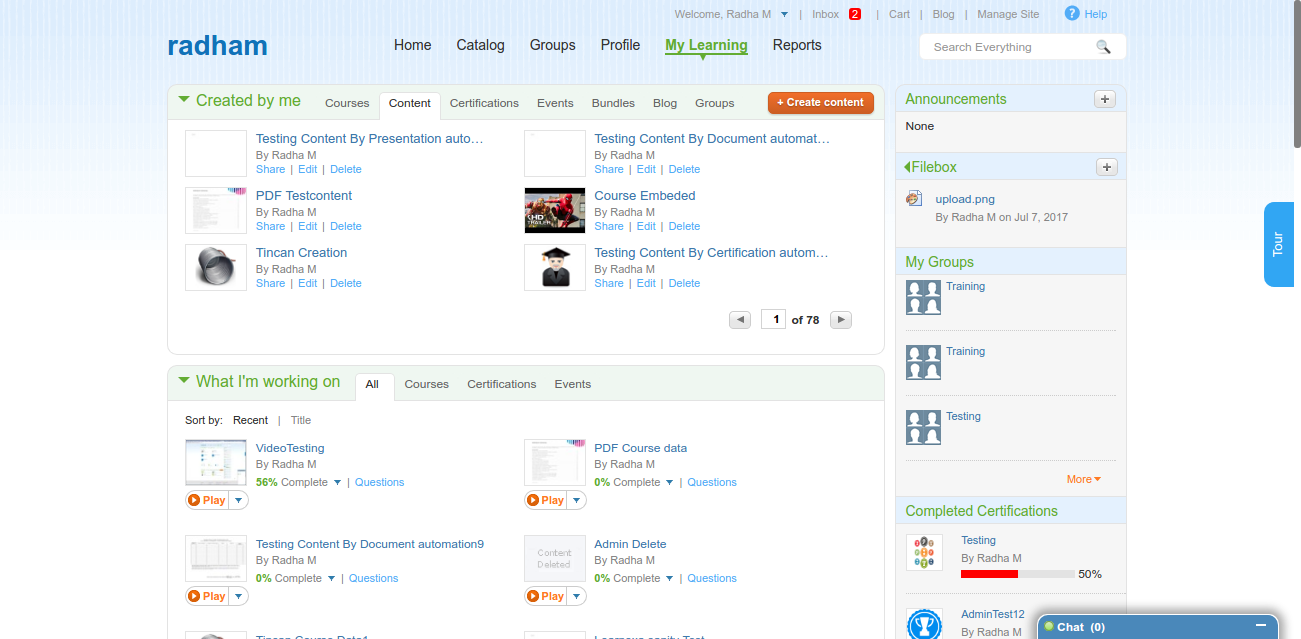 Welcome, Radha M | Inbox 2 | Cart | Blog | Manage Site ? Help
radham
Home Catalog Groups Profile My Learning Reports
Search Everything
Created by me
Courses Content Certifications Events Bundles Blog Groups
+ Create content
Testing Content By Presentation auto…
By Radha M
Share | Edit | Delete
Testing Content By Document automat…
By Radha M
Share | Edit | Delete
PDF Testcontent
By Radha M
Share | Edit | Delete
HD
TRAILER
Course Embeded
By Radha M
Share | Edit | Delete
Tincan Creation
By Radha M
Share | Edit | Delete
Testing Content By Certification autom…
By Radha M
Share | Edit | Delete
1 of 78
What I'm working on
All Courses Certifications Events
Sort by: Recent | Title
VideoTesting
By Radha M
56% Complete | Questions
Play
PDF Course data
By Radha M
0% Complete | Questions
Play
Testing Content By Document automation9
By Radha M
0% Complete | Questions
Play
Content
Deleted
Admin Delete
By Radha M
0% Complete | Questions
Play
Tincan Course Data1
Announcements +
None
Filebox +
upload.png
By Radha M on Jul 7, 2017
My Groups
Training
Training
Testing
More
Completed Certifications
Testing
By Radha M
50%
AdminTest12
By Radha M
Tour
Chat (0)